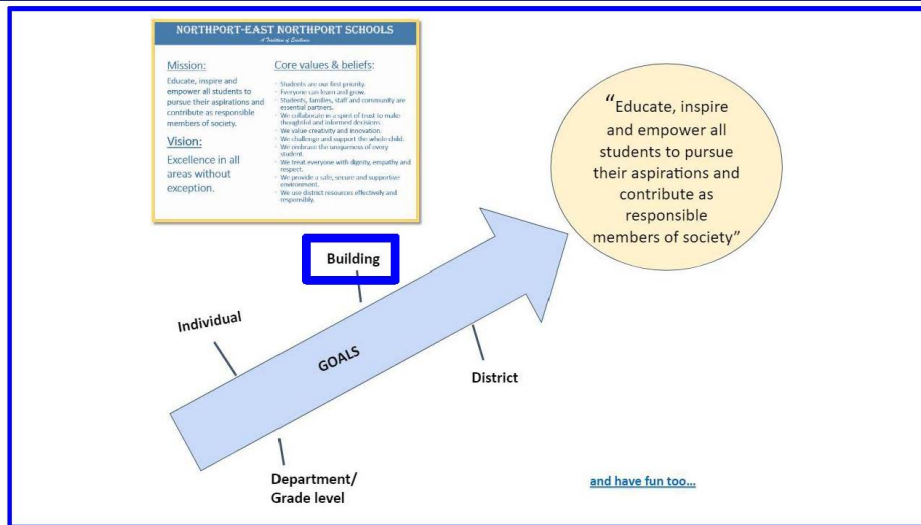 NORTHPORT-EAST NORTHPORT SCHOOLS
A Tradition of Excellence
Mission:
Educate, inspire and
empower all students to
pursue their aspirations and
contribute as responsible
members of society.
Vision:
Excellence in all
areas without
exception.
Core values & beliefs:
Students are our first priority.
Everyone can learn and grow.
Students, families, staff and community are
essential partners.
We collaborate in a spirit of trust to make
thoughtful and informed decisions.
We value creativity and innovation.
We challenge and support the whole child.
We embrace the uniqueness of every
student.
We treat everyone with dignity, empathy and
respect.
We provide a safe, secure and supportive
environment.
We use district resources effectively and
responsibly.
“Educate, inspire
and empower all
students to pursue
their aspirations and
contribute as
responsible
members of society”
Building
Individual
GOALS
District
Department/
Grade level
and have fun too...